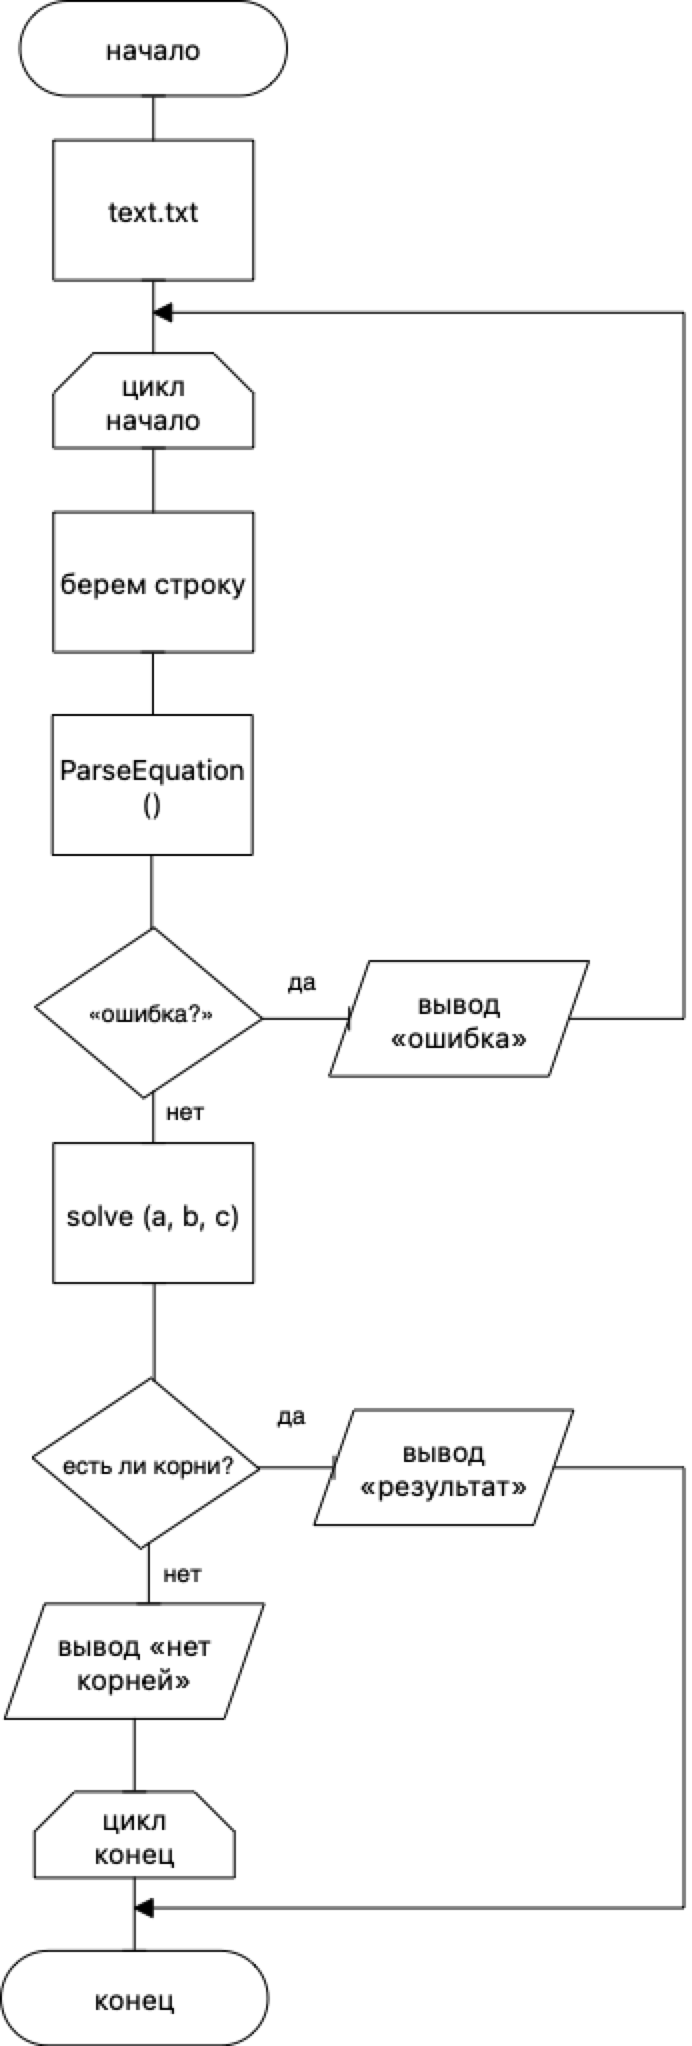 начало
text.txt
цикл
начало
берем строку
ParseEquation
()
«ошибка?»
да
вывод
«ошибка»
нет
solve (a, b, c)
есть ли корни?
да
вывод
«результат»
нет
вывод «нет
корней»
цикл
конец
конец